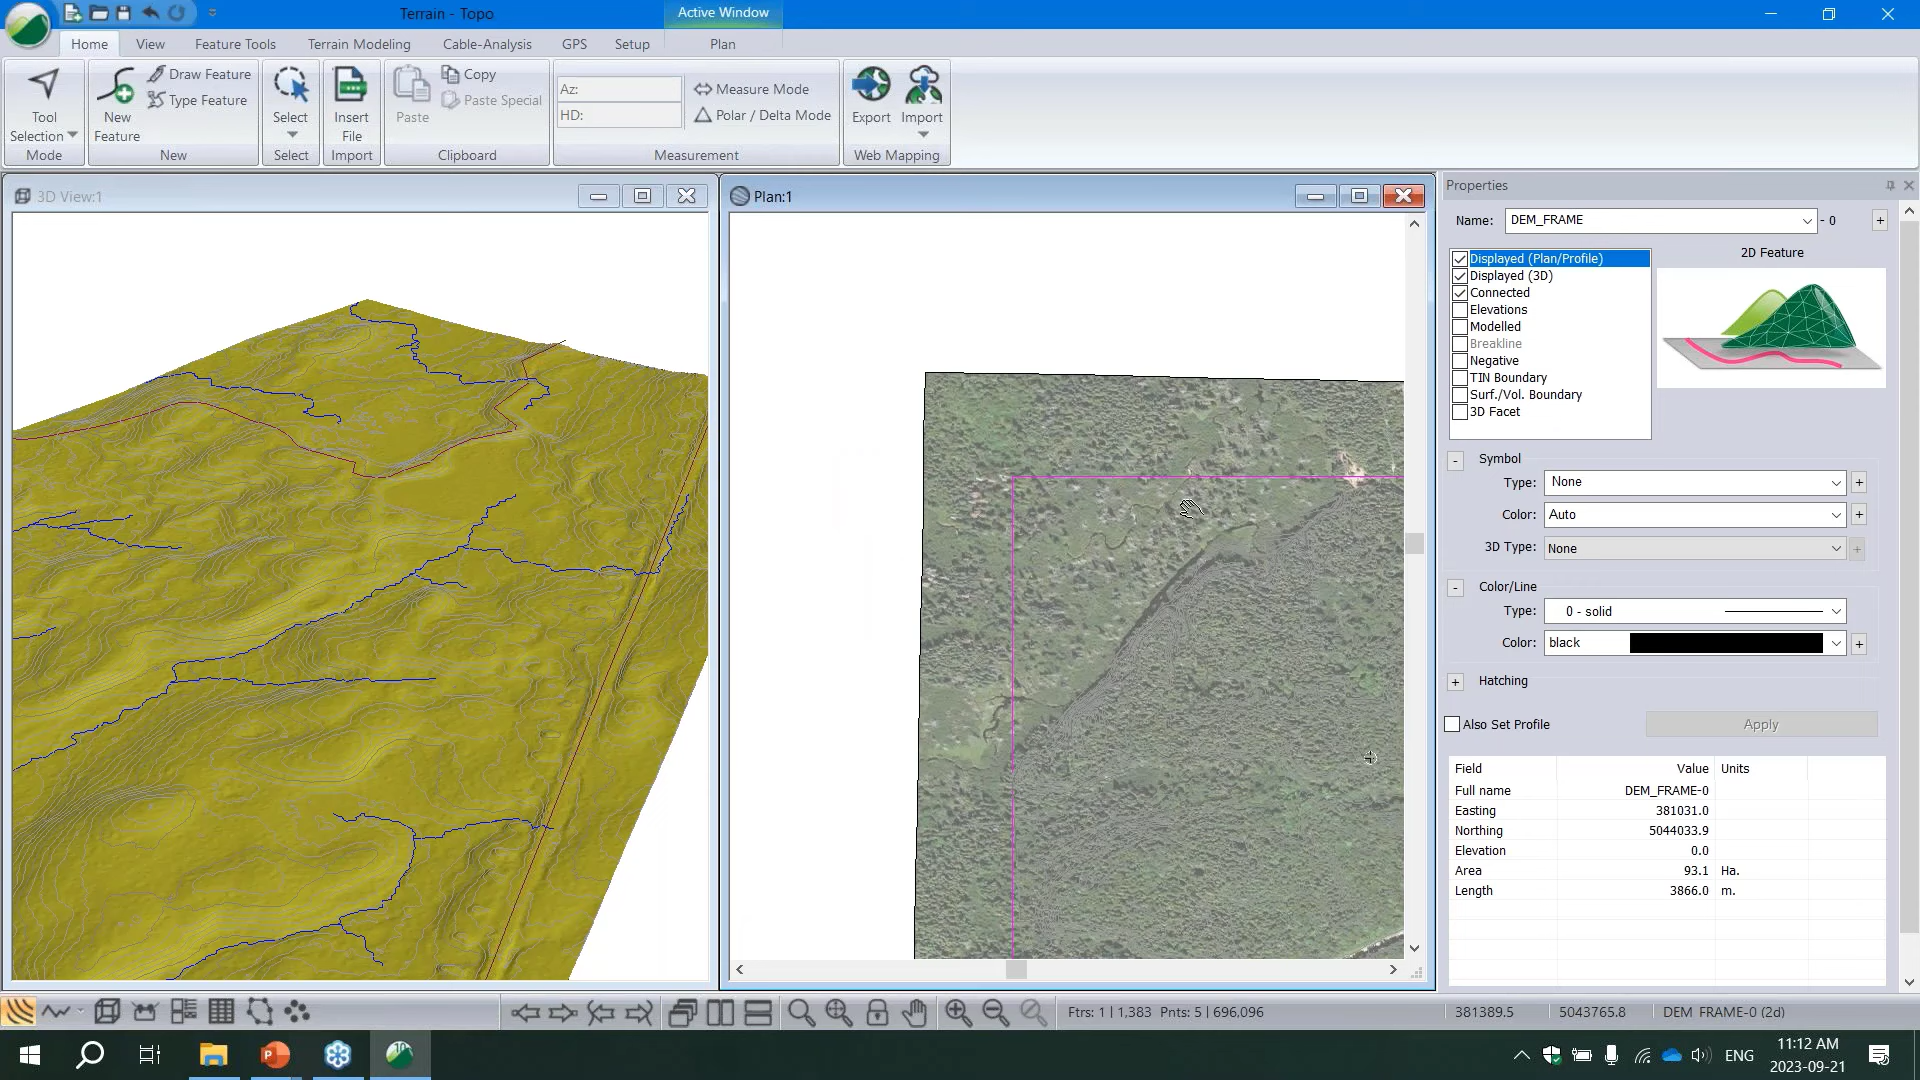 Terrain - Topo
Active Window
Home
View
Feature Tools
Terrain Modeling
Cable-Analysis
GPS
Setup
Plan
Tool
Selection
Mode
New
Feature
Draw Feature
Type Feature
New
Select
Select
Insert
File
Import
Paste
Copy
Paste Special
Clipboard
Az:
HD:
Measure Mode
Polar / Delta Mode
Measurement
Export
Import
Web Mapping
3D View:1
Plan:1
Properties
Name:
DEM_FRAME
- 0
+
Displayed (Plan/Profile)
Displayed (3D)
Connected
Elevations
Modelled
Breakline
Negative
TIN Boundary
Surf./Vol. Boundary
3D Facet
2D Feature
- Symbol
Type: None +
Color: Auto +
3D Type: None +
- Color/Line
Type: 0 - solid
Color: black +
+ Hatching
Also Set Profile
Apply
Field Value Units
Full name DEM_FRAME-0
Easting 381031.0
Northing 5044033.9
Elevation 0.0
Area 93.1 Ha.
Length 3866.0 m.
Ftrs: 1 | 1,383 Pnts: 5 | 696,096
381389.5
5043765.8
DEM FRAME-0 (2d)
P
10
ENG
11:12 AM
2023-09-21